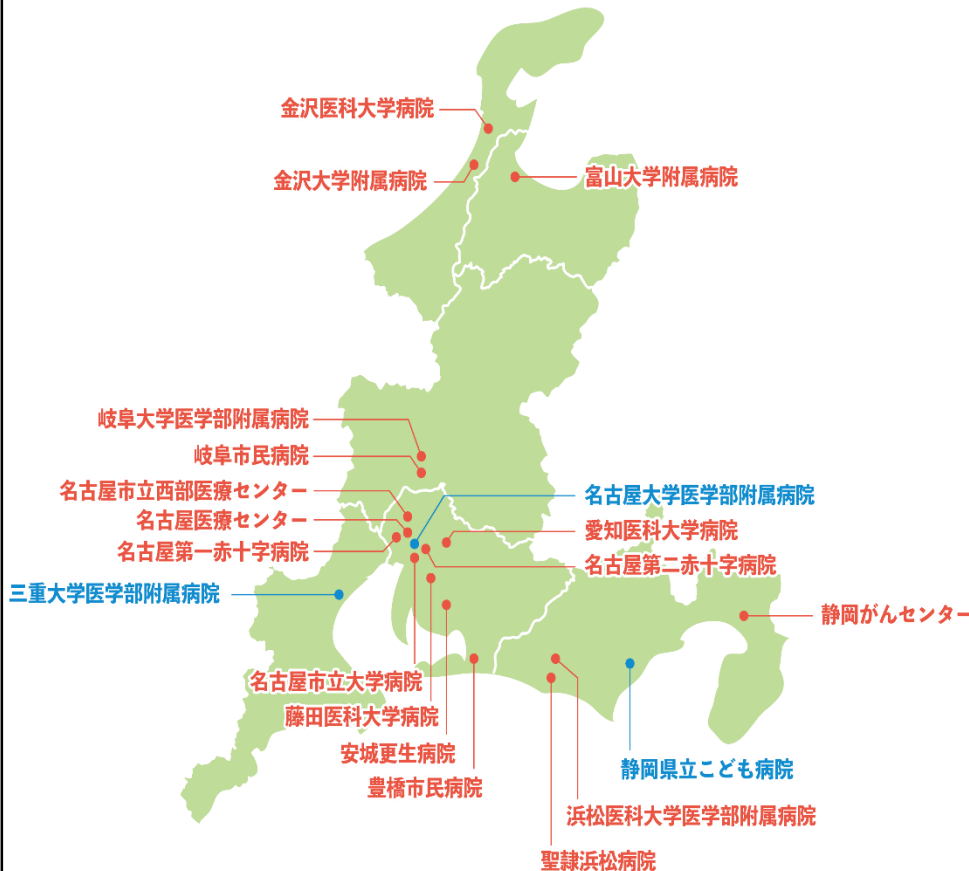 金沢医科大学病院
金沢大学附属病院
富山大学附属病院
岐阜大学医学部附属病院
岐阜市民病院
名古屋市立西部医療センター
名古屋大学医学部附属病院
名古屋医療センター
愛知医科大学病院
名古屋第一赤十字病院
名古屋第二赤十字病院
三重大学医学部附属病院
静岡がんセンター
名古屋市立大学病院
藤田医科大学病院
安城更生病院
静岡県立こども病院
豊橋市民病院
浜松医科大学医学部附属病院
聖隷浜松病院